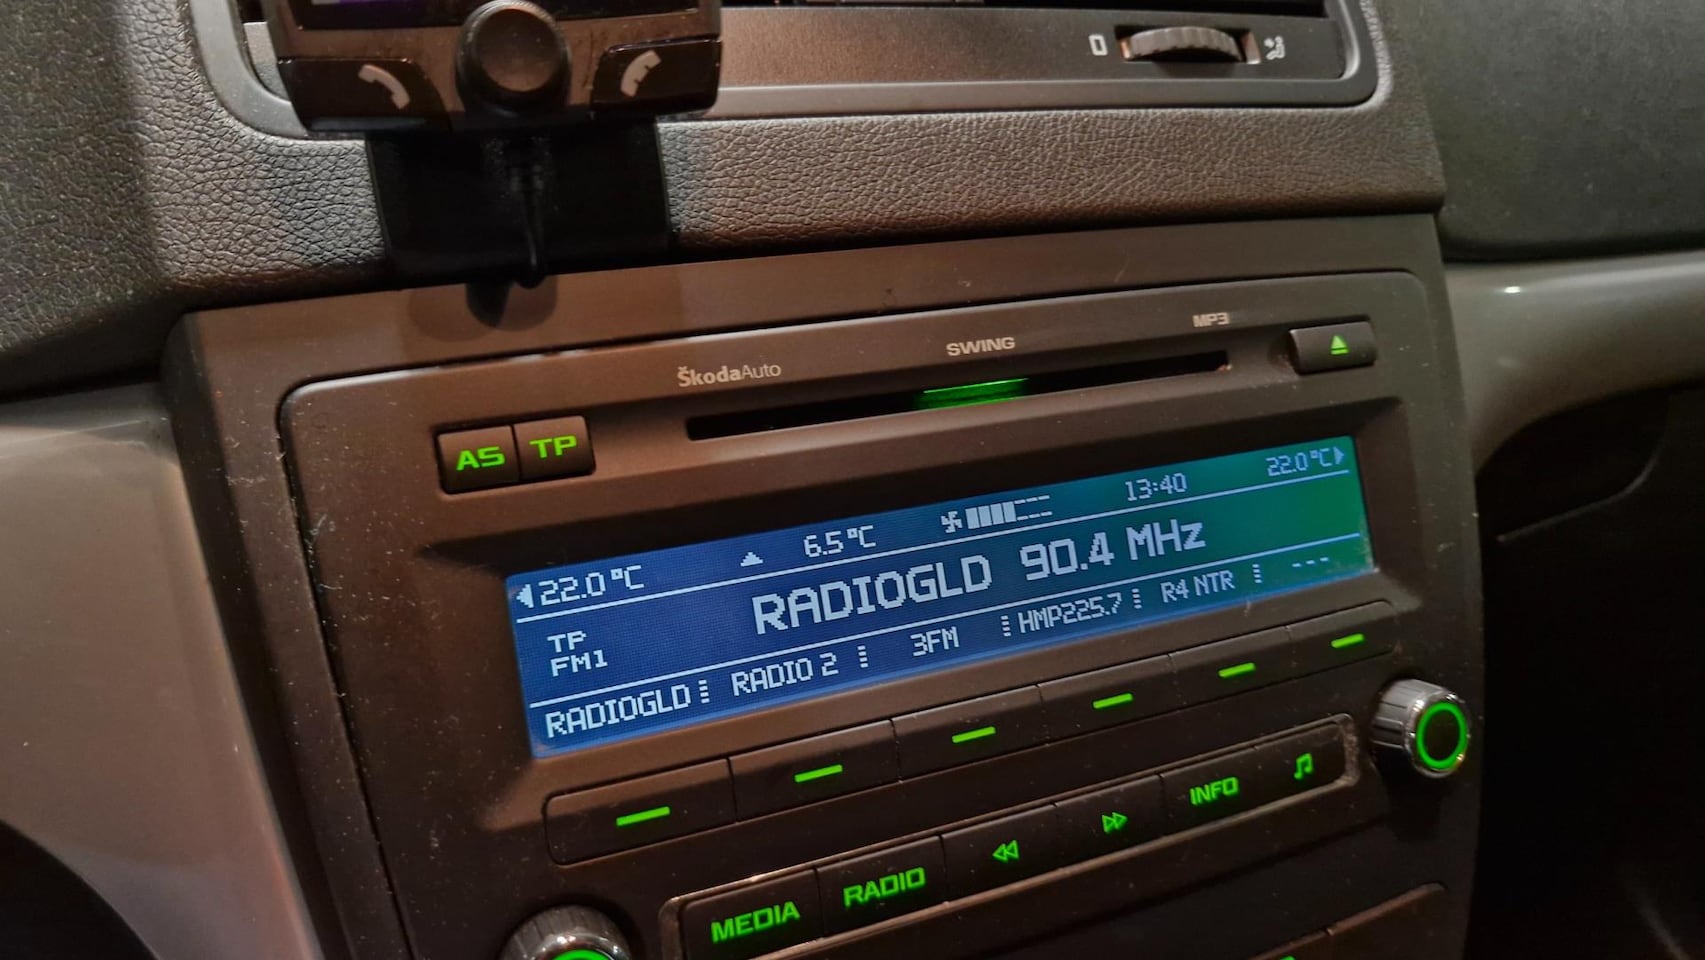 SWING
MP3
ŠkodaAuto
AS
TP
22.0 °C
6.5 °C
13:40
22.0 °C
TP
FM1
RADIOGLD 90.4 MHz
RADIOGLD
RADIO 2
3FM
HMP225.7
R4 NTR
---
MEDIA
RADIO
INFO